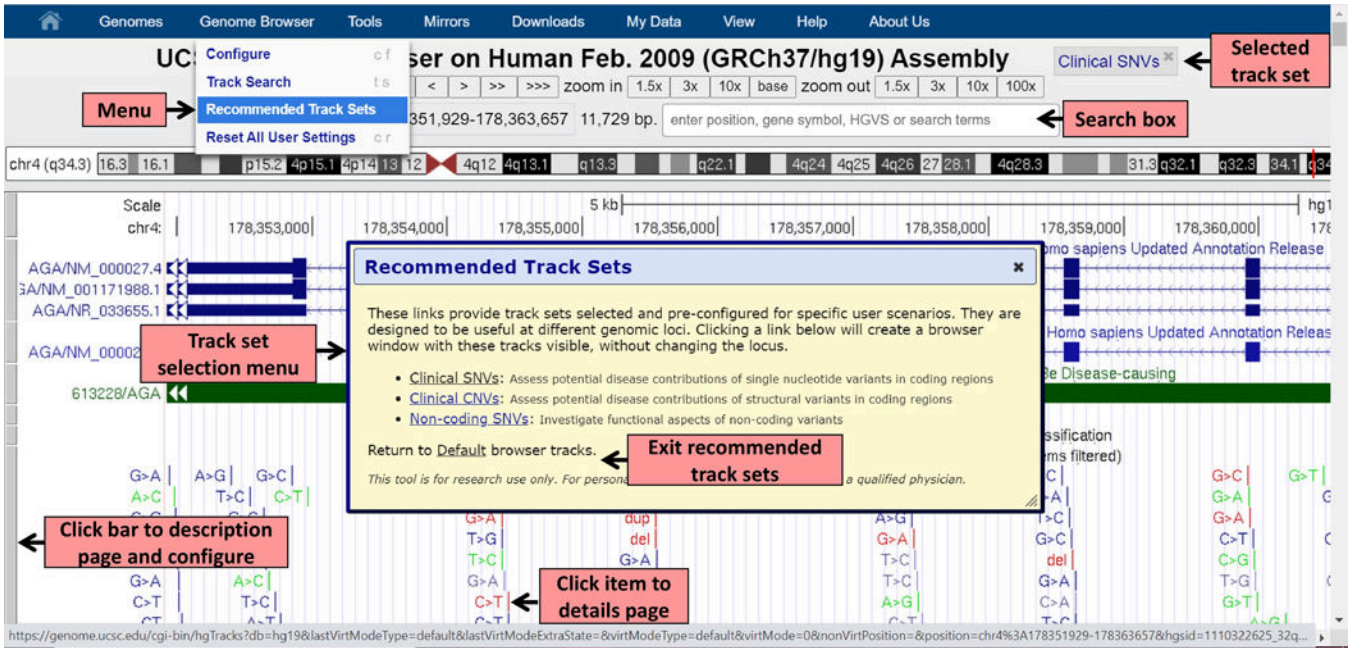 Genomes Genome Browser Tools Mirrors Downloads My Data View Help About Us
UC
ser on Human Feb. 2009 (GRCh37/hg19) Assembly
Clinical SNVs ×
Selected
track set
Configure c f
Track Search t s
Recommended Track Sets
Reset All User Settings c r
Menu
< > >> >>> zoom in 1.5x 3x 10x base zoom out 1.5x 3x 10x 100x
351,929-178,363,657 11,729 bp. enter position, gene symbol, HGVS or search terms
Search box
chr4 (q34.3) 16.3 16.1 p15.2 4p15.1 4p14 13 12 4q12 4q13.1 q13.3 q22.1 4q24 4q25 4q26 27 28.1 4q28.3 31.3 q32.1 q32.3 34.1 q34
Scale 5 kb hg1
chr4: 178,353,000 178,354,000 178,355,000 178,356,000 178,357,000 178,358,000 178,359,000 178,360,000 178
omo sapiens Updated Annotation Release
AGA/NM_000027.4
GA/NM_001171988.1
AGA/NR_033655.1
Homo sapiens Updated Annotation Releas
AGA/NM_00002
Disease-causing
613228/AGA
Track set
selection menu
Recommended Track Sets ×
These links provide track sets selected and pre-configured for specific user scenarios. They are
designed to be useful at different genomic loci. Clicking a link below will create a browser
window with these tracks visible, without changing the locus.
• Clinical SNVs: Assess potential disease contributions of single nucleotide variants in coding regions
• Clinical CNVs: Assess potential disease contributions of structural variants in coding regions
• Non-coding SNVs: Investigate functional aspects of non-coding variants
Return to Default browser tracks.
Exit recommended
track sets
This tool is for research use only. For persona
a qualified physician.
ssification
ms filtered)
G>A A>G G>C C G>C G>T
A>C T>C C>T >A G>A G
G>A dup A>G T>C G>A
Click bar to description
page and configure
T>G del G>A G>C C>T
T>C G>A T>C del C>G
G>A A>C G>A T>C G>A T>G
C>T T>C C>T A>G C>A G>T
Click item to
details page
CT A>T C>T C>T T>C G>A
https://genome.ucsc.edu/cgi-bin/hgTracks?db=hg19&lastVirtModeType=default&lastVirtModeExtraState=&virtModeType=default&virtMode=0&nonVirtPosition=&position=chr4%3A178351929-178363657&hgsid=1110322625_32q...